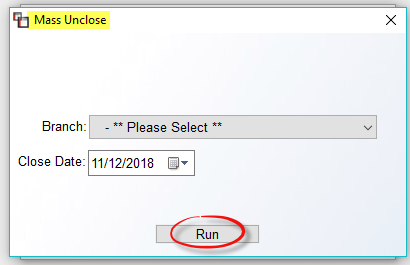 Mass Unclose
Branch: - ** Please Select **
Close Date: 11/12/2018
Run